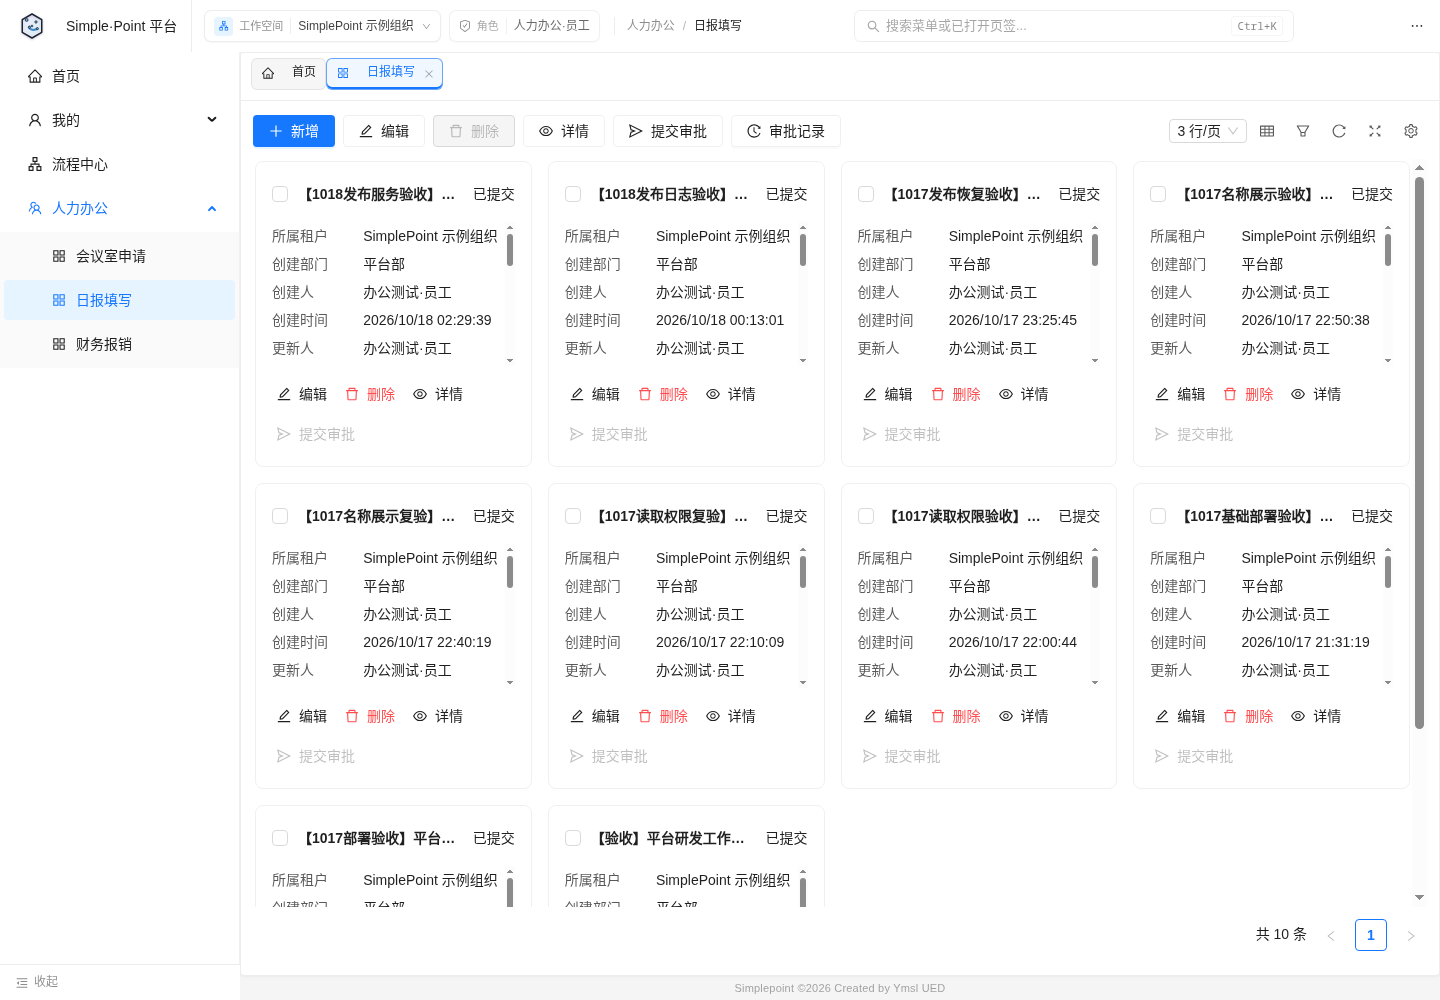 Simple·Point 平台
工作空间 SimplePoint 示例组织
角色 人力办公·员工
人力办公 / 日报填写
搜索菜单或已打开页签... Ctrl+K
首页
我的
流程中心
人力办公
会议室申请
日报填写
财务报销
收起
首页 日报填写
新增 编辑 删除 详情 提交审批 审批记录 3 行/页
【1018发布服务验收】... 已提交
所属租户 SimplePoint 示例组织
创建部门 平台部
创建人 办公测试·员工
创建时间 2026/10/18 02:29:39
更新人 办公测试·员工
编辑 删除 详情
提交审批
【1018发布日志验收】... 已提交
所属租户 SimplePoint 示例组织
创建部门 平台部
创建人 办公测试·员工
创建时间 2026/10/18 00:13:01
更新人 办公测试·员工
编辑 删除 详情
提交审批
【1017发布恢复验收】... 已提交
所属租户 SimplePoint 示例组织
创建部门 平台部
创建人 办公测试·员工
创建时间 2026/10/17 23:25:45
更新人 办公测试·员工
编辑 删除 详情
提交审批
【1017名称展示验收】... 已提交
所属租户 SimplePoint 示例组织
创建部门 平台部
创建人 办公测试·员工
创建时间 2026/10/17 22:50:38
更新人 办公测试·员工
编辑 删除 详情
提交审批
【1017名称展示复验】... 已提交
所属租户 SimplePoint 示例组织
创建部门 平台部
创建人 办公测试·员工
创建时间 2026/10/17 22:40:19
更新人 办公测试·员工
编辑 删除 详情
提交审批
【1017读取权限复验】... 已提交
所属租户 SimplePoint 示例组织
创建部门 平台部
创建人 办公测试·员工
创建时间 2026/10/17 22:10:09
更新人 办公测试·员工
编辑 删除 详情
提交审批
【1017读取权限验收】... 已提交
所属租户 SimplePoint 示例组织
创建部门 平台部
创建人 办公测试·员工
创建时间 2026/10/17 22:00:44
更新人 办公测试·员工
编辑 删除 详情
提交审批
【1017基础部署验收】... 已提交
所属租户 SimplePoint 示例组织
创建部门 平台部
创建人 办公测试·员工
创建时间 2026/10/17 21:31:19
更新人 办公测试·员工
编辑 删除 详情
提交审批
【1017部署验收】平台... 已提交
所属租户 SimplePoint 示例组织
创建部门 平台部
【验收】平台研发工作... 已提交
所属租户 SimplePoint 示例组织
创建部门 平台部
共 10 条 1
Simplepoint ©2026 Created by Ymsl UED